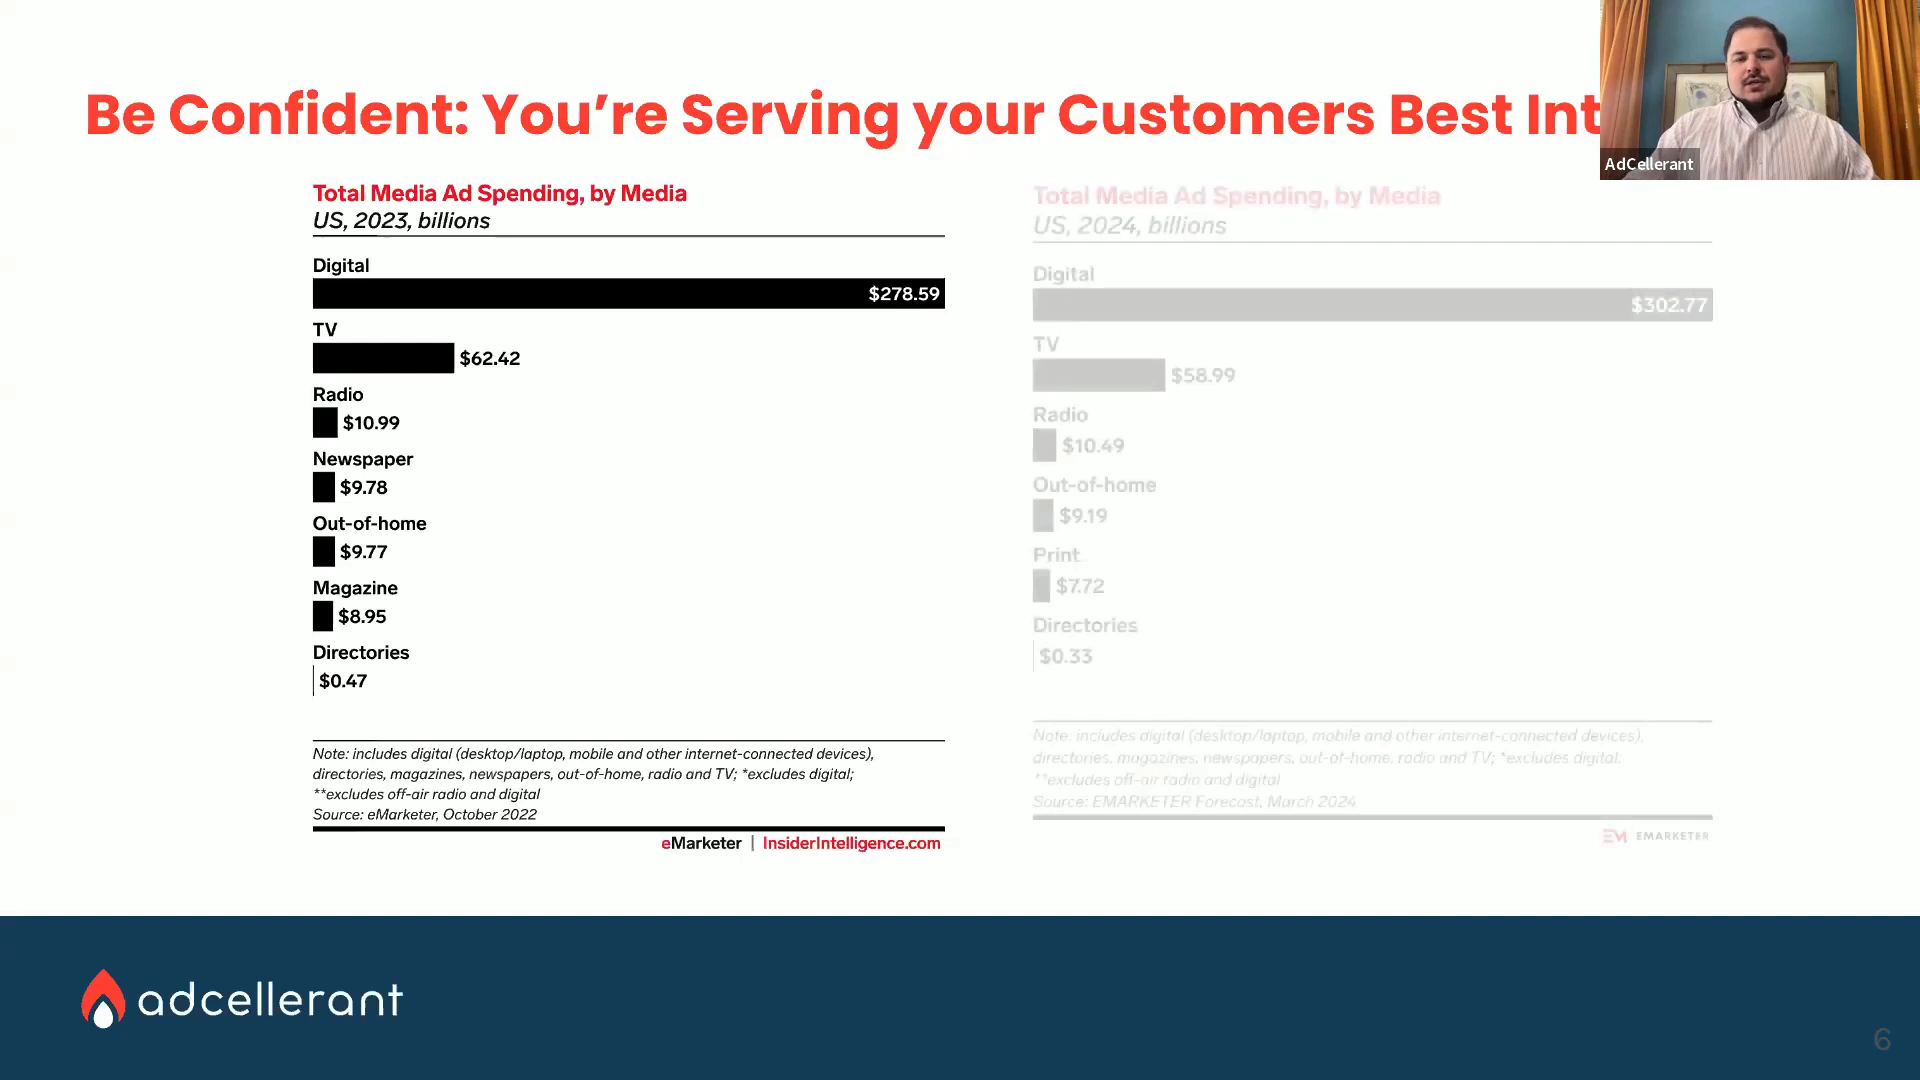 Be Confident: You're Serving your Customers Best Int
AdCellerant
Total Media Ad Spending, by Media
US, 2023, billions
Digital
$278.59
TV
$62.42
Radio
$10.99
Newspaper
$9.78
Out-of-home
$9.77
Magazine
$8.95
Directories
$0.47
Note: includes digital (desktop/laptop, mobile and other internet-connected devices),
directories, magazines, newspapers, out-of-home, radio and TV; *excludes digital;
**excludes off-air radio and digital
Source: eMarketer, October 2022
eMarketer | InsiderIntelligence.com
Total Media Ad Spending, by Media
US, 2024, billions
Digital
$302.77
TV
$58.99
Radio
$10.49
Out-of-home
$9.19
Print
$7.72
Directories
$0.33
Note: includes digital (desktop/laptop, mobile and other internet-connected devices),
directories, magazines, newspapers, out-of-home, radio and TV; *excludes digital;
**excludes off-air radio and digital
Source: EMARKETER Forecast, March 2024
EM EMARKETER
adcellerant
6